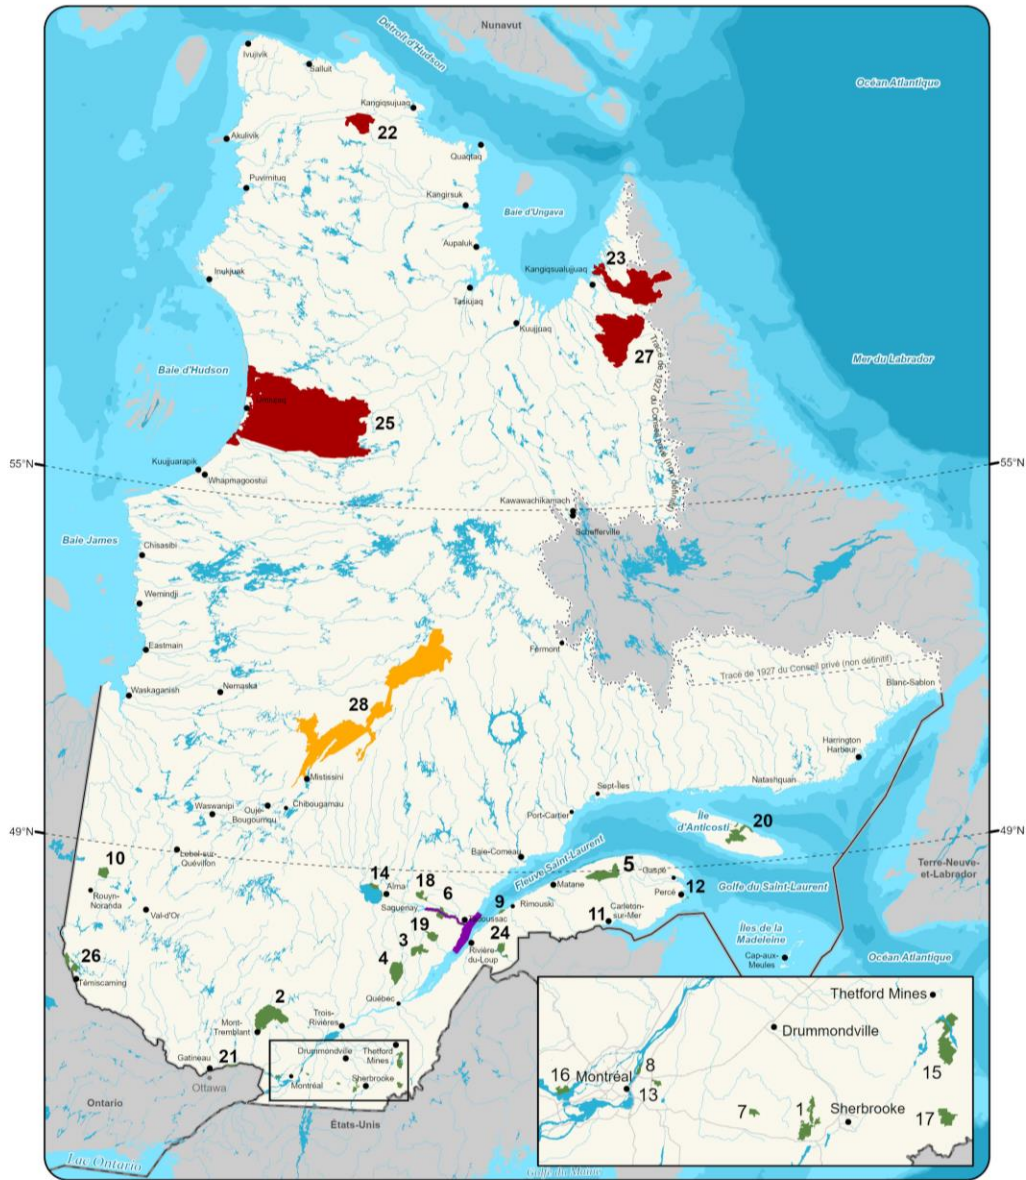 Nunavut
Détroit d'Hudson
Océan Atlantique
Ivujivik
Salluit
Kangiqsujuaq
22
Akulivik
Quaqtaq
Puvirnituq
Kangirsuk
Baie d'Ungava
Aupaluk
23
Kangiqsualujjuaq
Inukjuak
Tasiujaq
Kuujjuaq
27
Mer du Labrador
Baie d'Hudson
Tracé de 1927 du Conseil privé (non définitif)
25
55°N
55°N
Kuujjuarapik
Whapmagoostui
Kawawachikamach
Schefferville
Baie James
Chisasibi
Wemindji
Eastmain
Fermont
Tracé de 1927 du Conseil privé (non définitif)
Blanc-Sablon
Waskaganish
Nemaska
28
Harrington
Harbour
Mistissini
Natashquan
Sept-Îles
Waswanipi
Oujé-
Bougoumou
Chibougamau
Port-Cartier
Île
d'Anticosti
20
49°N
49°N
Lebel-sur-
Quévillon
Baie-Comeau
Fleuve Saint-Laurent
Terre-Neuve-
et-Labrador
10
14
Alma
18
5
Gaspé
Matane
Percé
12
Golfe du Saint-Laurent
Rouyn-
Noranda
Val-d'Or
Saguenay
6
9
Rimouski
11
Carleton-
sur-Mer
Tadoussac
19
3
24
Rivière-
du-Loup
Îles de la
Madeleine
Cap-aux-
Meules
Océan Atlantique
26
Témiscaming
4
2
Québec
Trois-
Rivières
Mont-
Tremblant
Gatineau
21
Ottawa
Drummondville
Thetford
Mines
Montréal
Sherbrooke
Ontario
États-Unis
Lac Ontario
Golfe du Maine
Thetford Mines
Drummondville
15
8
16
Montréal
13
7
1
Sherbrooke
17